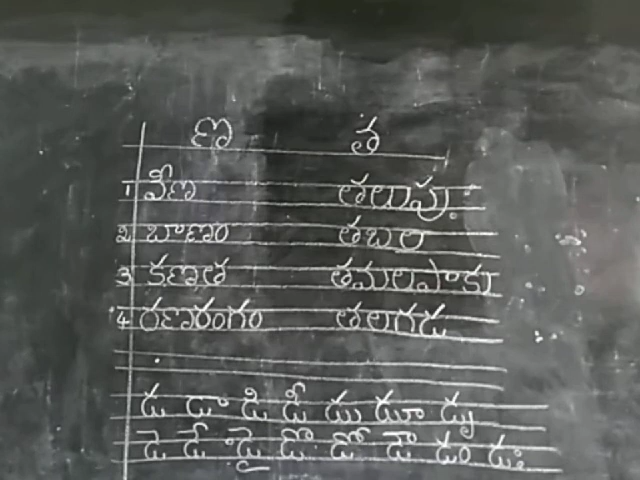 ణ త
1 వీణ తలుపు
2 బాణం తబల
3 కణత తమలపాకు
4 రణరంగం తలగడ
డ డా డి డీ డు డూ డృ
డె డే డై డొ డో డౌ డం డః